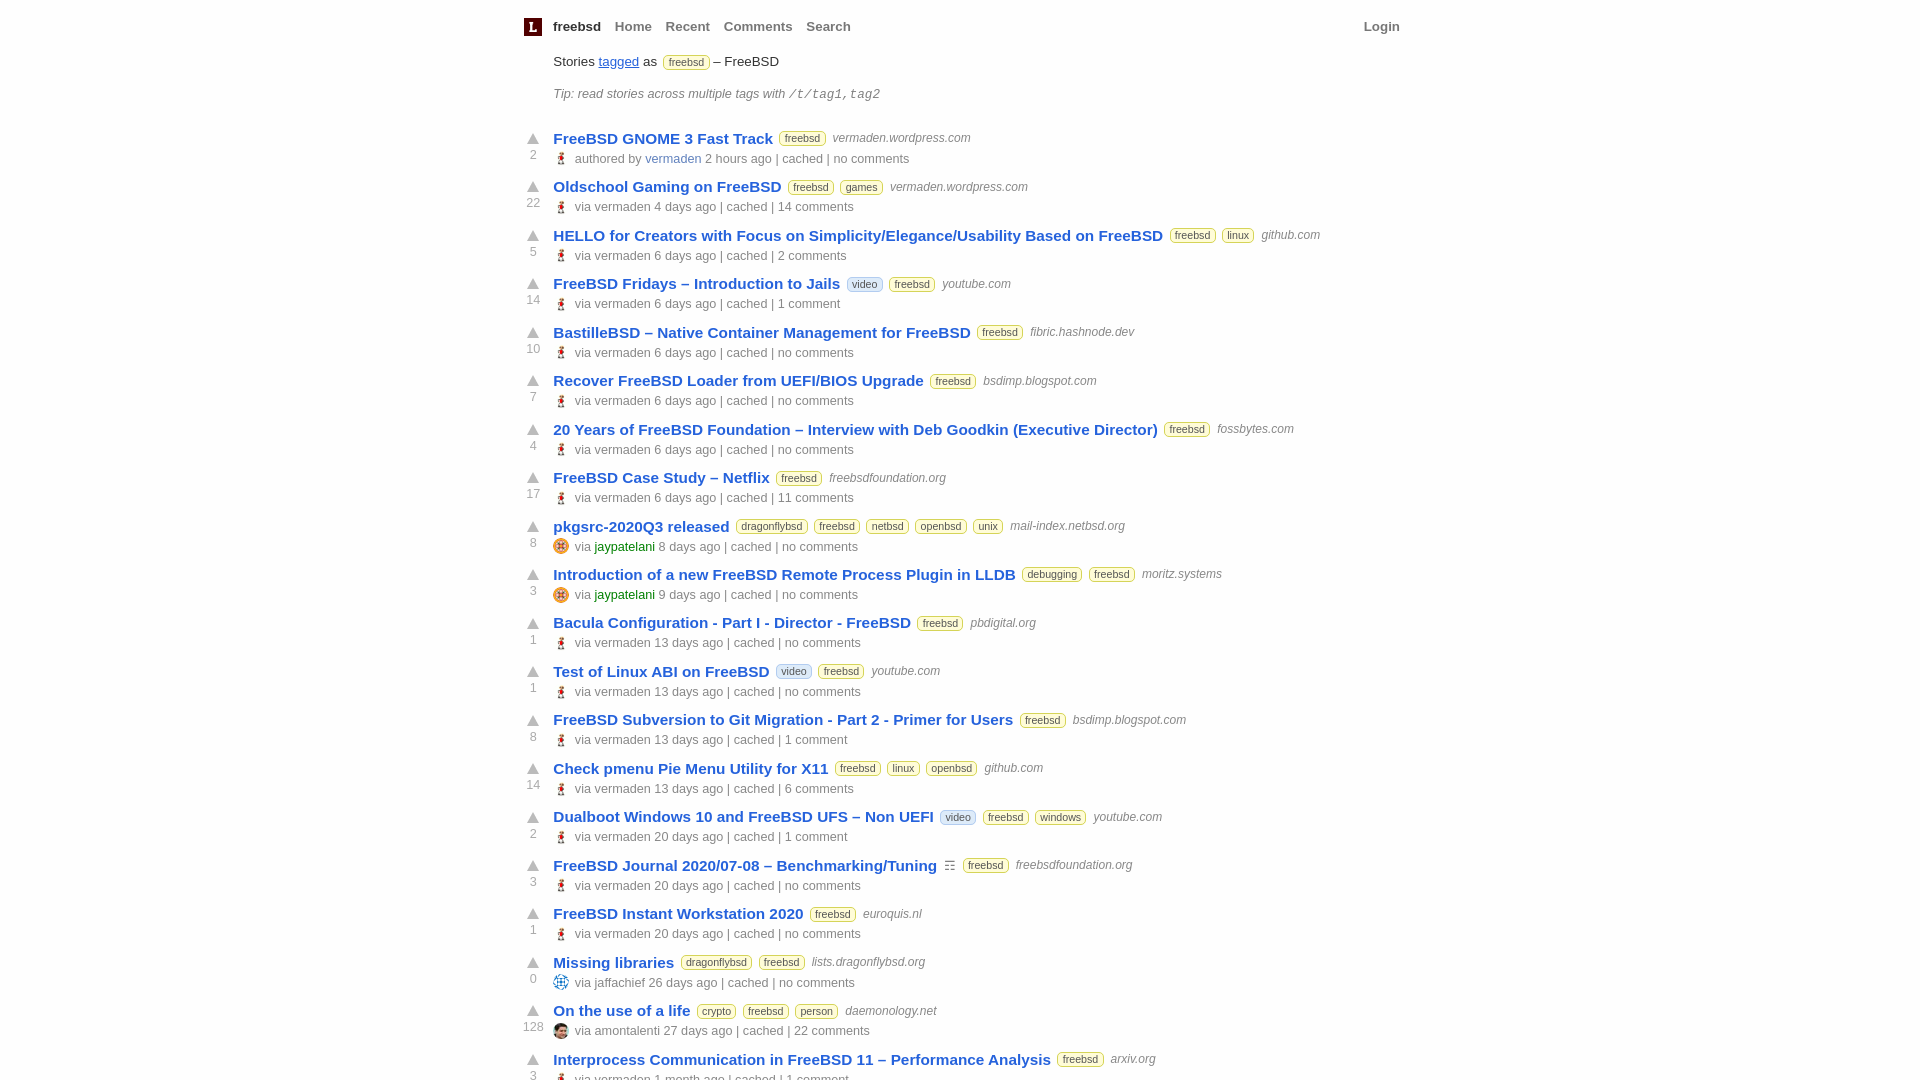 L freebsd Home Recent Comments Search Login
Stories tagged as freebsd – FreeBSD
Tip: read stories across multiple tags with /t/tag1,tag2
FreeBSD GNOME 3 Fast Track freebsd vermaden.wordpress.com
2 authored by vermaden 2 hours ago | cached | no comments
Oldschool Gaming on FreeBSD freebsd games vermaden.wordpress.com
22 via vermaden 4 days ago | cached | 14 comments
HELLO for Creators with Focus on Simplicity/Elegance/Usability Based on FreeBSD freebsd linux github.com
5 via vermaden 6 days ago | cached | 2 comments
FreeBSD Fridays – Introduction to Jails video freebsd youtube.com
14 via vermaden 6 days ago | cached | 1 comment
BastilleBSD – Native Container Management for FreeBSD freebsd fibric.hashnode.dev
10 via vermaden 6 days ago | cached | no comments
Recover FreeBSD Loader from UEFI/BIOS Upgrade freebsd bsdimp.blogspot.com
7 via vermaden 6 days ago | cached | no comments
20 Years of FreeBSD Foundation – Interview with Deb Goodkin (Executive Director) freebsd fossbytes.com
4 via vermaden 6 days ago | cached | no comments
FreeBSD Case Study – Netflix freebsd freebsdfoundation.org
17 via vermaden 6 days ago | cached | 11 comments
pkgsrc-2020Q3 released dragonflybsd freebsd netbsd openbsd unix mail-index.netbsd.org
8 via jaypatelani 8 days ago | cached | no comments
Introduction of a new FreeBSD Remote Process Plugin in LLDB debugging freebsd moritz.systems
3 via jaypatelani 9 days ago | cached | no comments
Bacula Configuration - Part I - Director - FreeBSD freebsd pbdigital.org
1 via vermaden 13 days ago | cached | no comments
Test of Linux ABI on FreeBSD video freebsd youtube.com
1 via vermaden 13 days ago | cached | no comments
FreeBSD Subversion to Git Migration - Part 2 - Primer for Users freebsd bsdimp.blogspot.com
8 via vermaden 13 days ago | cached | 1 comment
Check pmenu Pie Menu Utility for X11 freebsd linux openbsd github.com
14 via vermaden 13 days ago | cached | 6 comments
Dualboot Windows 10 and FreeBSD UFS – Non UEFI video freebsd windows youtube.com
2 via vermaden 20 days ago | cached | 1 comment
FreeBSD Journal 2020/07-08 – Benchmarking/Tuning ☶ freebsd freebsdfoundation.org
3 via vermaden 20 days ago | cached | no comments
FreeBSD Instant Workstation 2020 freebsd euroquis.nl
1 via vermaden 20 days ago | cached | no comments
Missing libraries dragonflybsd freebsd lists.dragonflybsd.org
0 via jaffachief 26 days ago | cached | no comments
On the use of a life crypto freebsd person daemonology.net
128 via amontalenti 27 days ago | cached | 22 comments
Interprocess Communication in FreeBSD 11 – Performance Analysis freebsd arxiv.org
3 via vermaden 1 month ago | cached | 1 comment